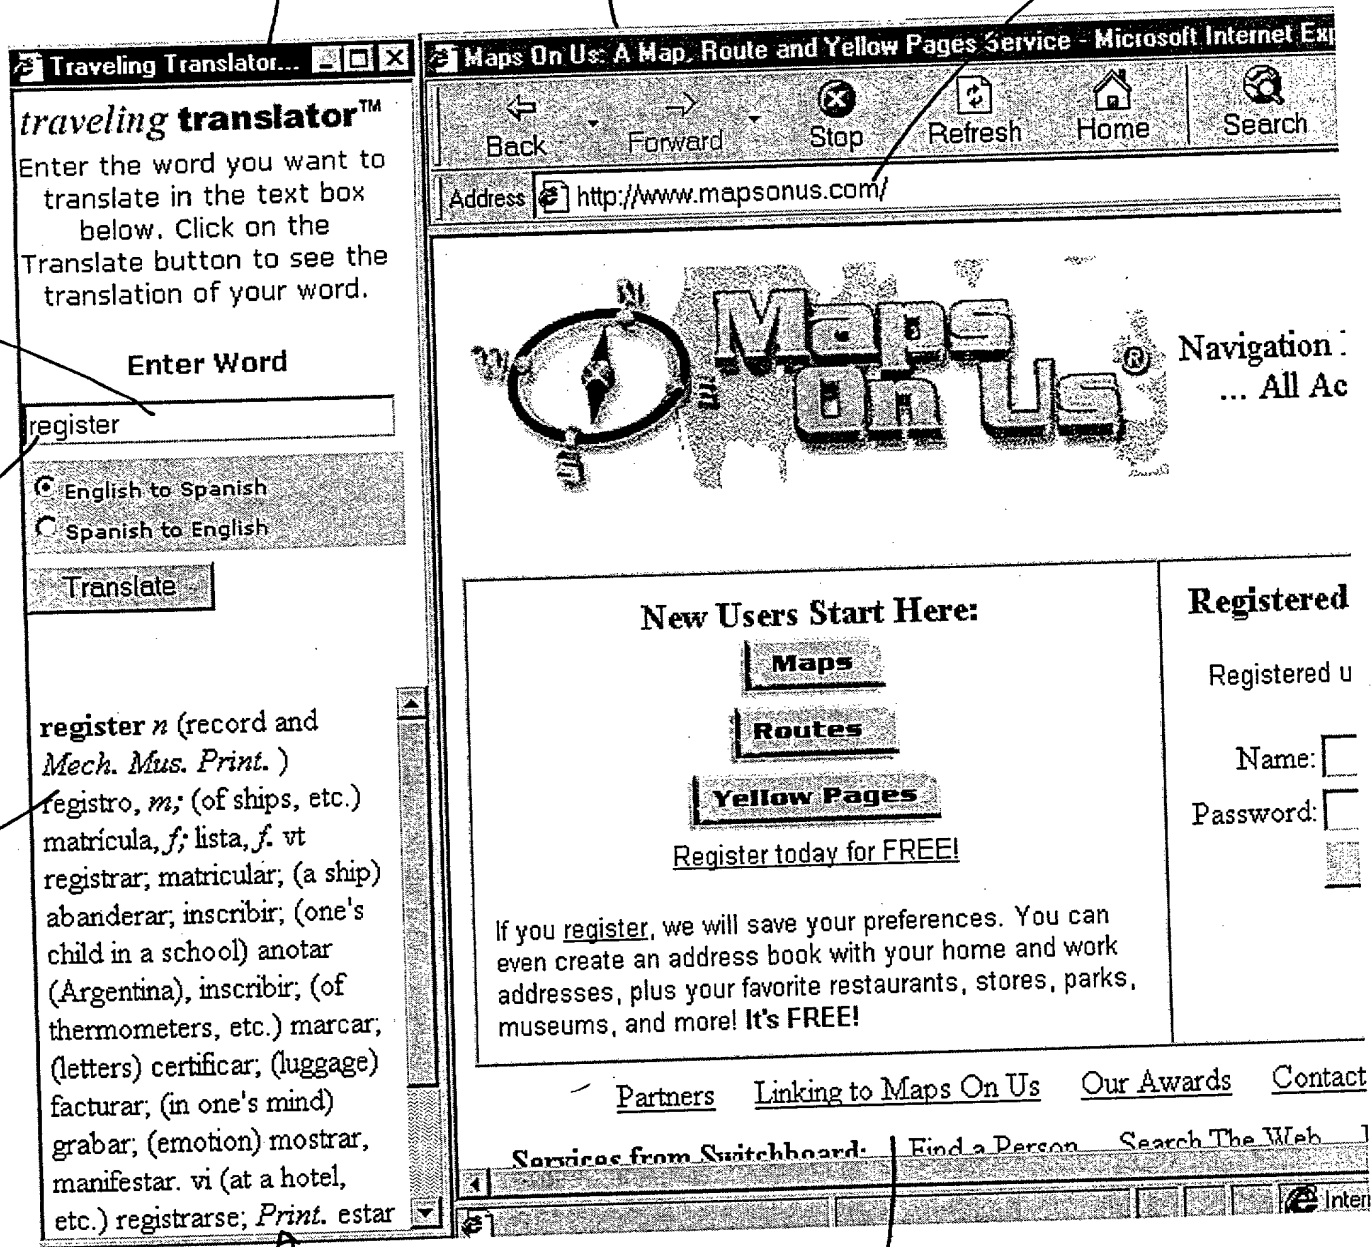 Traveling Translator...
traveling translator™
Enter the word you want to
translate in the text box
below. Click on the
Translate button to see the
translation of your word.
Enter Word
register
English to Spanish
Spanish to English
Translate
register n (record and
Mech. Mus. Print. )
registro, m; (of ships, etc.)
matrícula, f; lista, f. vt
registrar; matricular; (a ship)
abanderar; inscribir; (one's
child in a school) anotar
(Argentina), inscribir; (of
thermometers, etc.) marcar;
(letters) certificar; (luggage)
facturar; (in one's mind)
grabar; (emotion) mostrar,
manifestar. vi (at a hotel,
etc.) registrarse; Print. estar
Maps On Us: A Map, Route and Yellow Pages Service - Microsoft Internet Exp
Back Forward Stop Refresh Home Search
Address http://www.mapsonus.com/
N
W
E
S
Maps
On Us®
Navigation
... All Ac
New Users Start Here:
Maps
Routes
Yellow Pages
Register today for FREE!
If you register, we will save your preferences. You can
even create an address book with your home and work
addresses, plus your favorite restaurants, stores, parks,
museums, and more! It's FREE!
Registered
Registered u
Name:
Password:
Partners Linking to Maps On Us Our Awards Contact
Services from Switchboard: Find a Person Search The Web
Inter